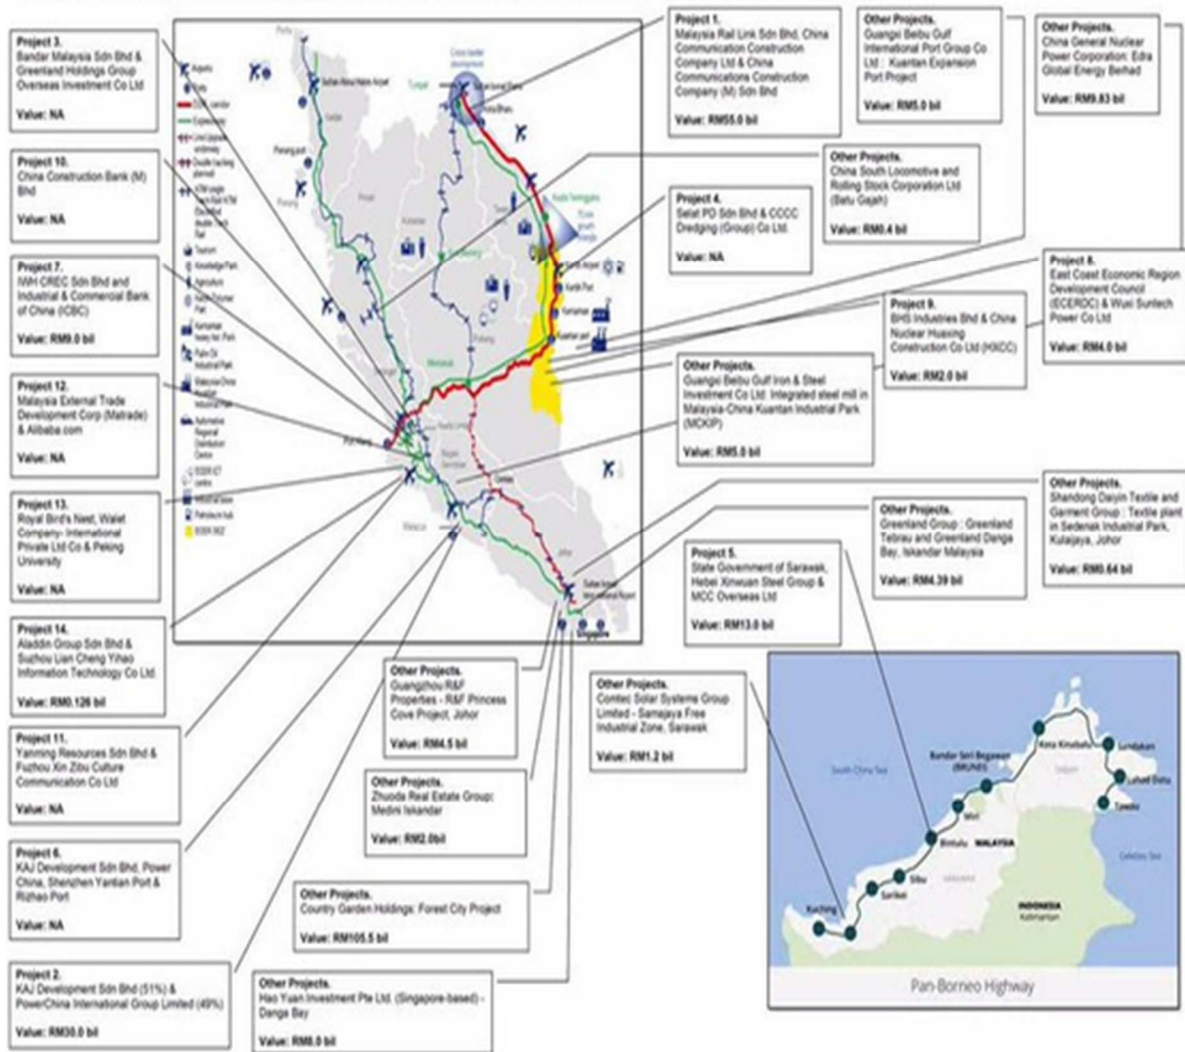 Project 1.
Malaysia Rail Link Sdn Bhd, China
Communication Construction
Company Ltd & China
Communications Construction
Company (M) Sdn Bhd
Value: RM55.0 bil
Other Projects.
Guangxi Beibu Gulf
International Port Group Co
Ltd : Kuantan Expansion
Port Project
Value: RM5.0 bil
Other Projects.
China General Nuclear
Power Corporation: Edra
Global Energy Berhad
Value: RM9.83 bil
Project 3.
Bandar Malaysia Sdn Bhd &
Greenland Holdings Group
Overseas Investment Co Ltd
Value: NA
Project 10.
China Construction Bank (M)
Bhd
Value: NA
Project 7.
IWH CREC Sdn Bhd and
Industrial & Commercial Bank
of China (ICBC)
Value: RM9.0 bil
Project 12.
Malaysia External Trade
Development Corp (Matrade)
& Alibaba.com
Value: NA
Project 13.
Royal Bird's Nest, Walet
Company- International
Private Ltd Co & Peking
University
Value: NA
Project 14.
Aladdin Group Sdn Bhd &
Suzhou Lian Cheng Yihao
Information Technology Co Ltd.
Value: RM0.126 bil
Project 11.
Yanming Resources Sdn Bhd &
Fuzhou Xin Zibu Culture
Communication Co Ltd
Value: NA
Project 6.
KAJ Development Sdn Bhd, Power
China, Shenzhen Yantian Port &
Rizhao Port
Value: NA
Project 2.
KAJ Development Sdn Bhd (51%) &
PowerChina International Group Limited (49%)
Value: RM30.0 bil
Other Projects.
China South Locomotive and
Rolling Stock Corporation Ltd
(Batu Gajah)
Value: RM0.4 bil
Project 4.
Selat PD Sdn Bhd & CCCC
Dredging (Group) Co Ltd.
Value: NA
Project 8.
East Coast Economic Region
Development Council
(ECERDC) & Wuxi Suntech
Power Co Ltd
Value: RM4.0 bil
Project 9.
BHS Industries Bhd & China
Nuclear Huaxing
Construction Co Ltd (HXCC)
Value: RM2.0 bil
Other Projects.
Guangxi Beibu Gulf Iron & Steel
Investment Co Ltd: Integrated steel mill in
Malaysia-China Kuantan Industrial Park
(MCKIP)
Value: RM5.0 bil
Other Projects.
Shandong Daiyin Textile and
Garment Group : Textile plant
in Sedenak Industrial Park,
Kulaijaya, Johor
Value: RM0.64 bil
Other Projects.
Greenland Group : Greenland
Tebrau and Greenland Danga
Bay, Iskandar Malaysia
Value: RM4.39 bil
Project 5.
State Government of Sarawak,
Hebei Xinwuan Steel Group &
MCC Overseas Ltd
Value: RM13.0 bil
Other Projects.
Guangzhou R&F
Properties - R&F Princess
Cove Project, Johor
Value: RM4.5 bil
Other Projects.
Comtec Solar Systems Group
Limited - Samajaya Free
Industrial Zone, Sarawak
Value: RM1.2 bil
Other Projects.
Zhuoda Real Estate Group:
Medini Iskandar
Value: RM2.0bil
Other Projects.
Country Garden Holdings: Forest City Project
Value: RM105.5 bil
Other Projects.
Hao Yuan Investment Pte Ltd. (Singapore-based) -
Danga Bay
Value: RM8.0 bil
Airports
Tourism
Knowledge Park
Agriculture
Singapore
Johor
South China Sea
Bandar Seri Begawan
(BRUNEI)
Kota Kinabalu
Sandakan
Lahad Datu
Tawau
Miri
Bintulu
MALAYSIA
Sibu
Sarikei
Kuching
Celebes Sea
INDONESIA
Kalimantan
Pan-Borneo Highway